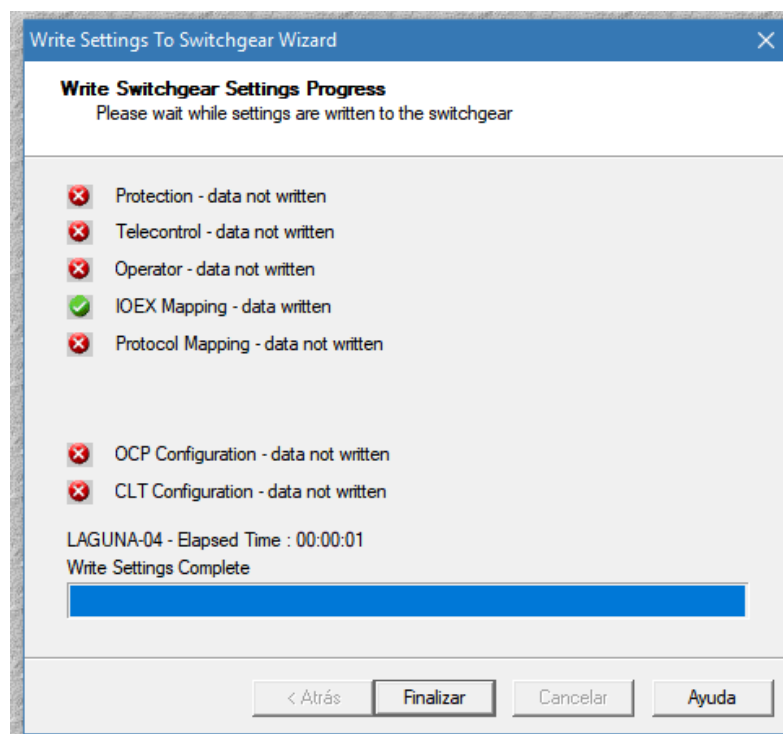 Write Settings To Switchgear Wizard
Write Switchgear Settings Progress
Please wait while settings are written to the switchgear
Protection - data not written
Telecontrol - data not written
Operator - data not written
IOEX Mapping - data written
Protocol Mapping - data not written
OCP Configuration - data not written
CLT Configuration - data not written
LAGUNA-04 - Elapsed Time : 00:00:01
Write Settings Complete
< Atrás Finalizar Cancelar Ayuda